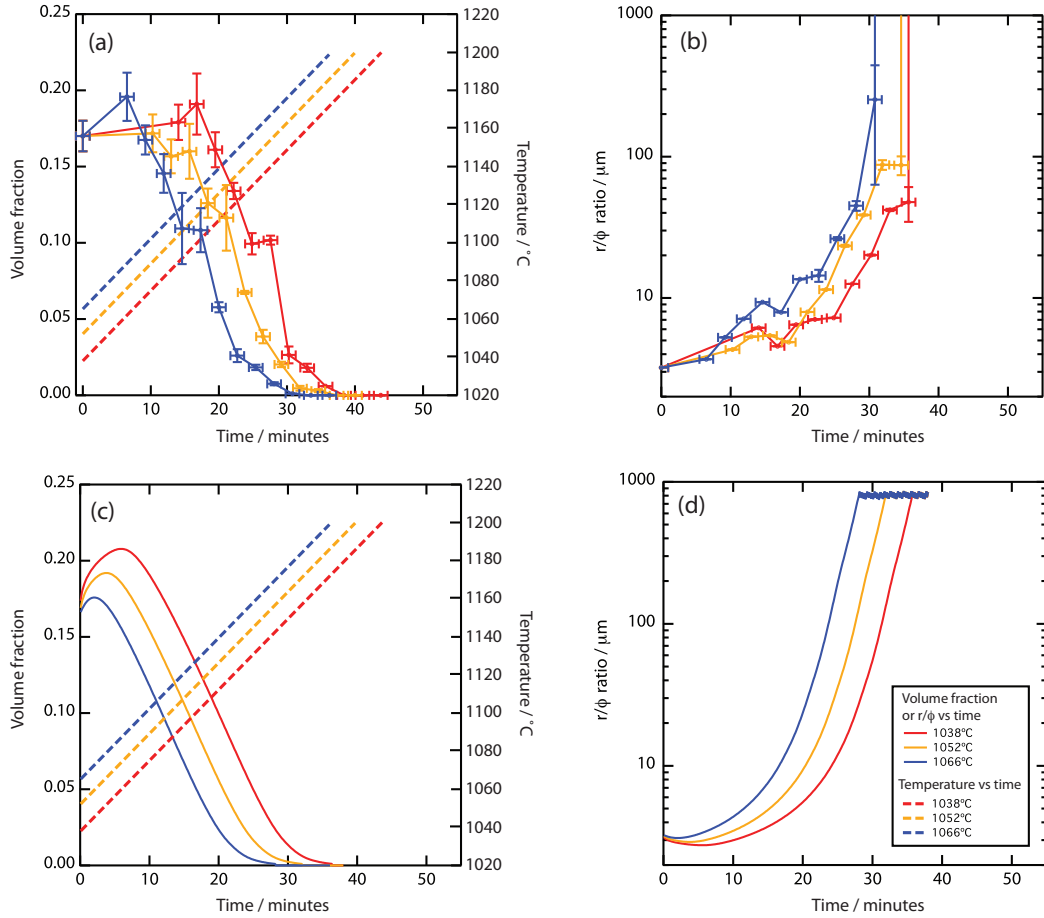 (a)
0.25
0.20
0.15
0.10
0.05
0.00
Volume fraction
1220
1200
1180
1160
1140
1120
1100
1080
1060
1040
1020
Temperature / °C
0 10 20 30 40 50
Time / minutes
(b)
1000
100
10
r/ϕ ratio / μm
0 10 20 30 40 50
Time / minutes
(c)
0.25
0.20
0.15
0.10
0.05
0.00
Volume fraction
1220
1200
1180
1160
1140
1120
1100
1080
1060
1040
1020
Temperature / °C
0 10 20 30 40 50
Time / minutes
(d)
1000
100
10
r/ϕ ratio / μm
0 10 20 30 40 50
Time / minutes
Volume fraction
or r/ϕ vs time
1038°C
1052°C
1066°C
Temperature vs time
1038°C
1052°C
1066°C